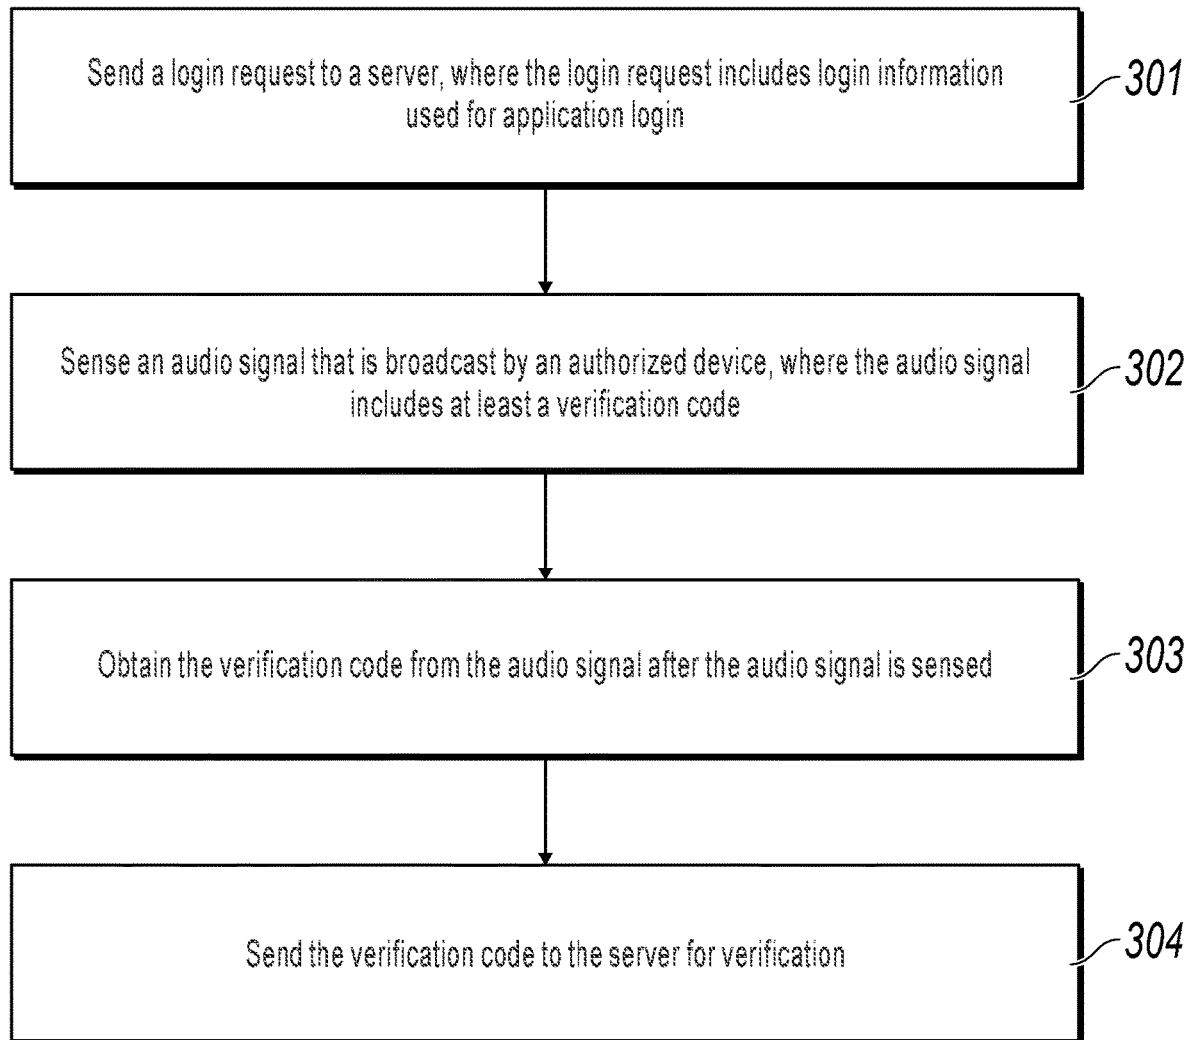 Send a login request to a server, where the login request includes login information
used for application login
301
Sense an audio signal that is broadcast by an authorized device, where the audio signal
includes at least a verification code
302
Obtain the verification code from the audio signal after the audio signal is sensed
303
Send the verification code to the server for verification
304